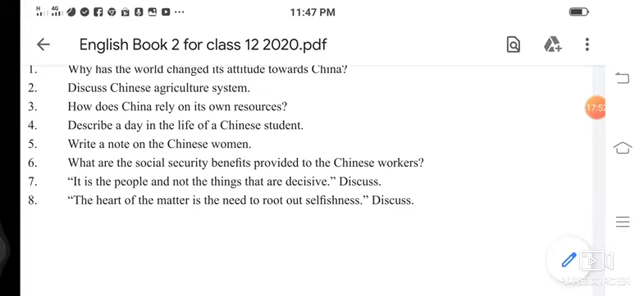 H 4G 11:47 PM
English Book 2 for class 12 2020.pdf
1. Why has the world changed its attitude towards China?
2. Discuss Chinese agriculture system.
3. How does China rely on its own resources?
4. Describe a day in the life of a Chinese student.
5. Write a note on the Chinese women.
6. What are the social security benefits provided to the Chinese workers?
7. “It is the people and not the things that are decisive.” Discuss.
8. “The heart of the matter is the need to root out selfishness.” Discuss.